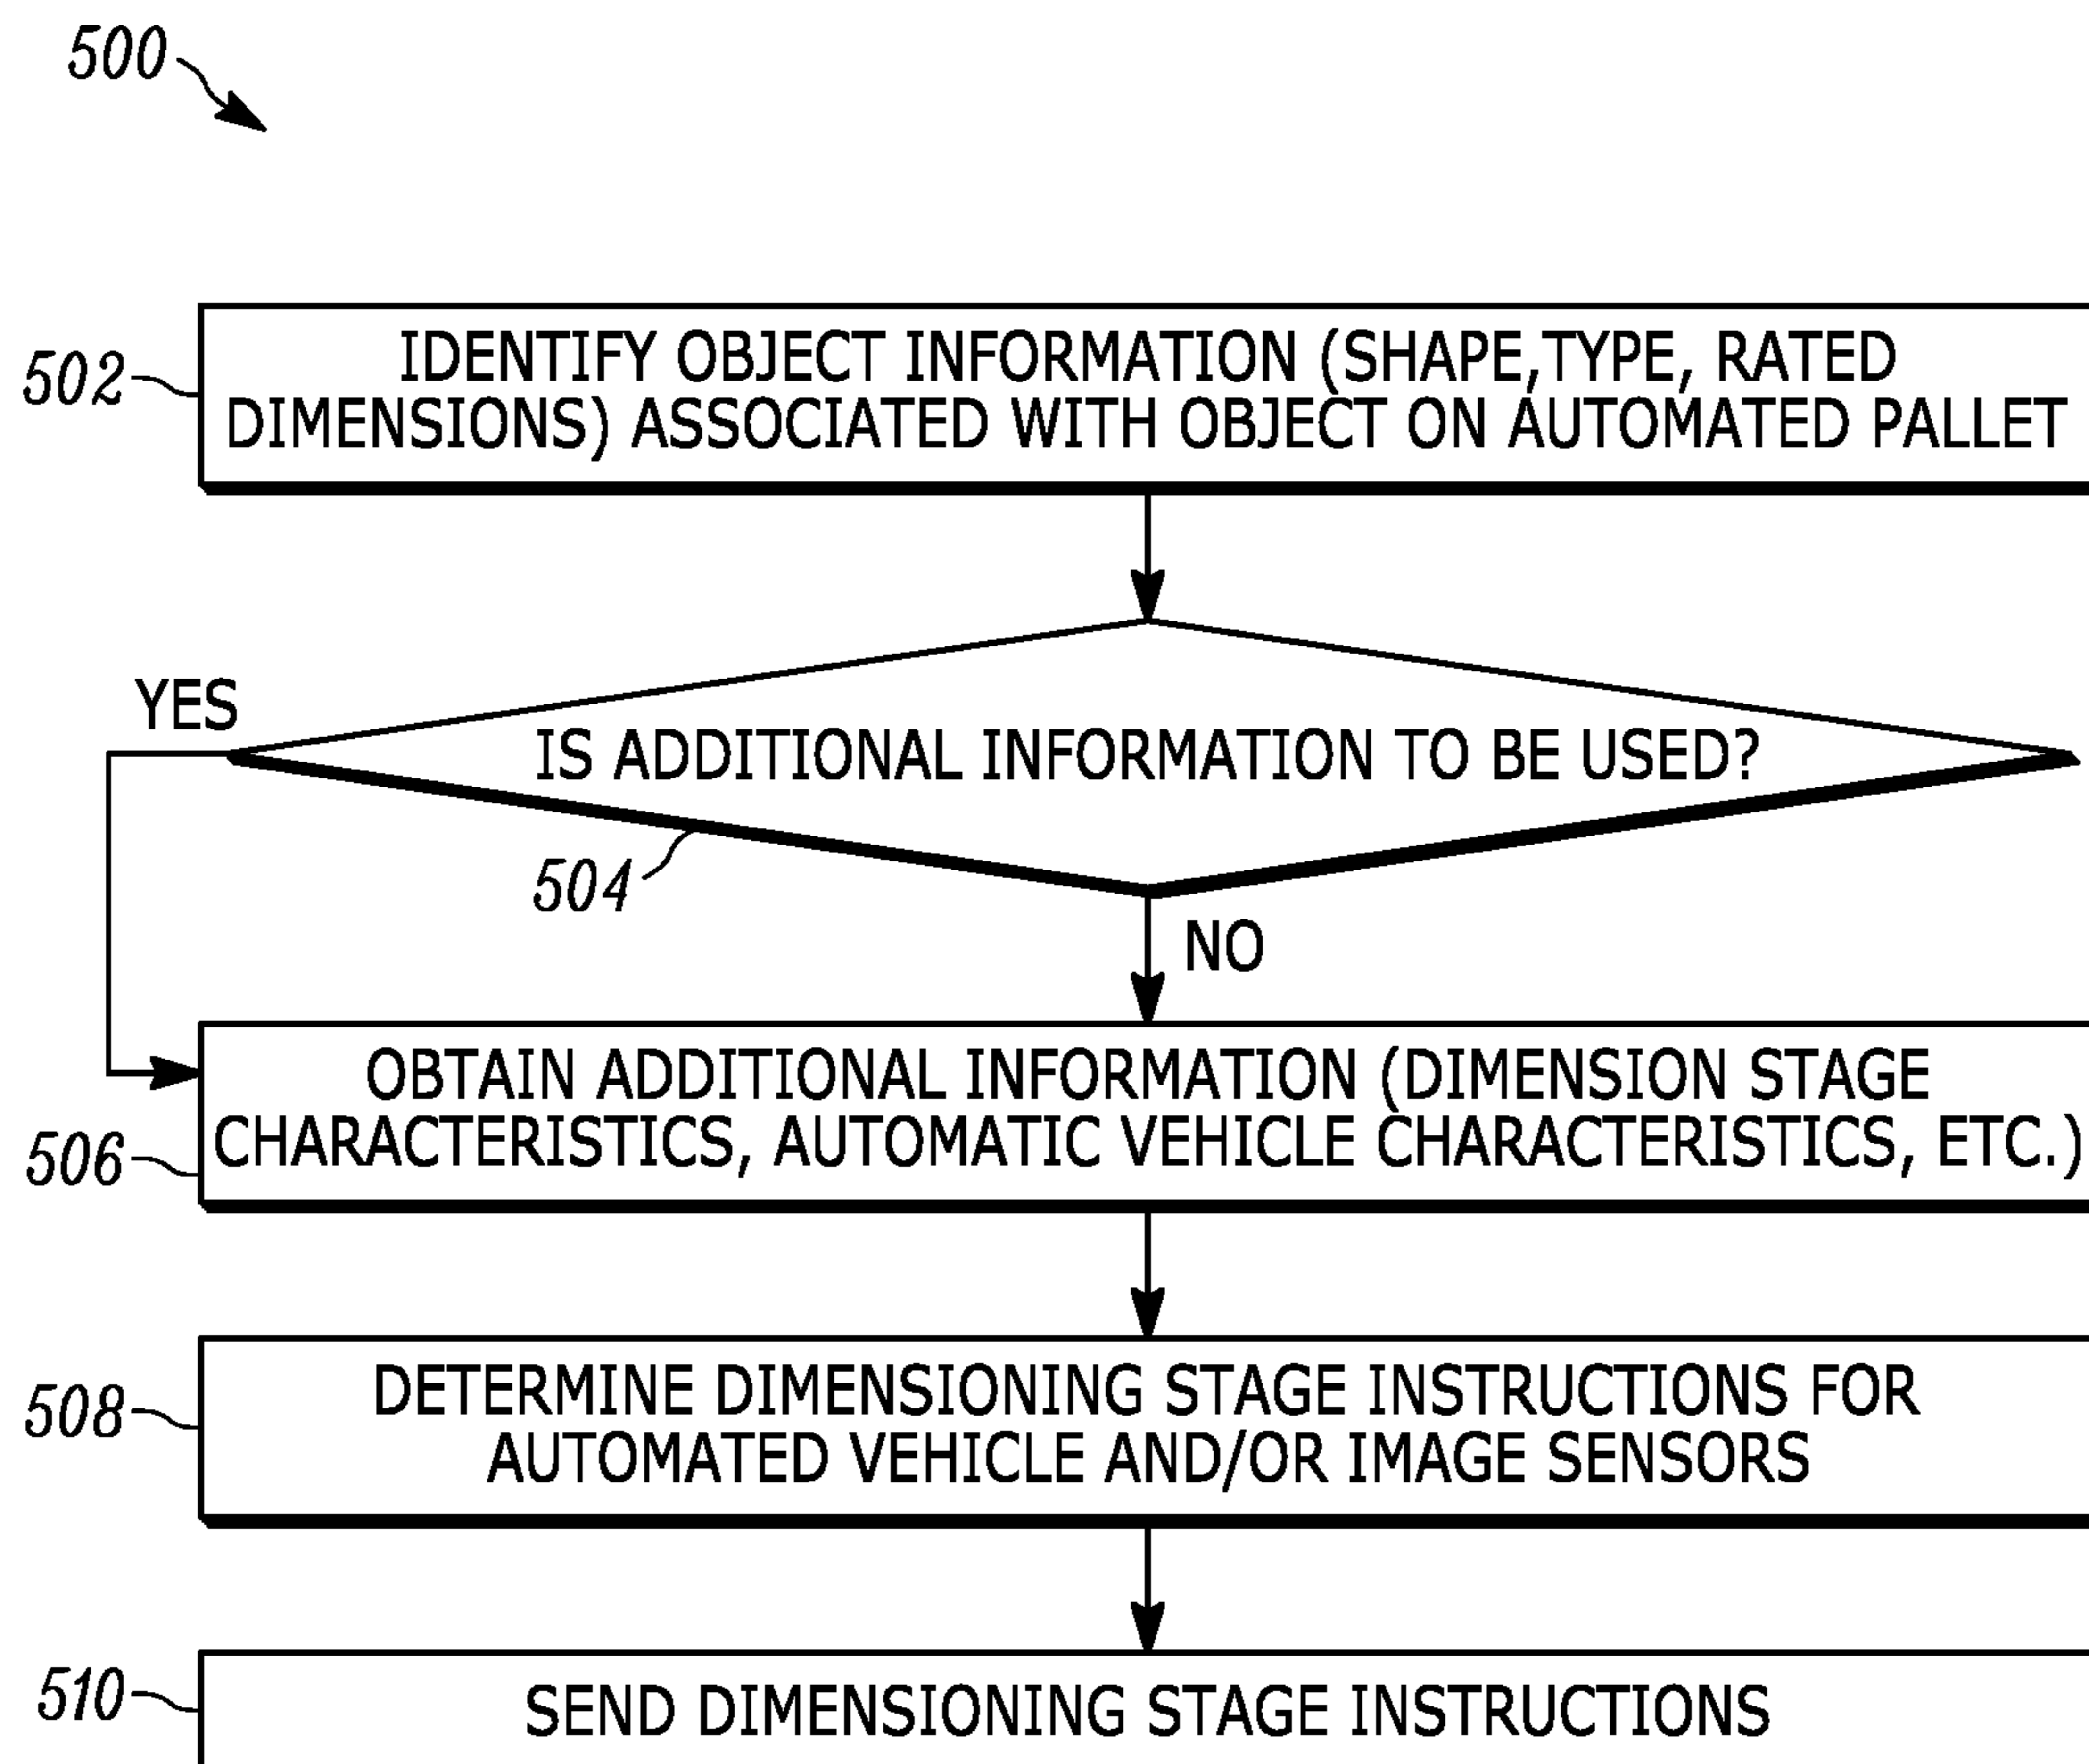 500
502
IDENTIFY OBJECT INFORMATION (SHAPE,TYPE, RATED
DIMENSIONS) ASSOCIATED WITH OBJECT ON AUTOMATED PALLET
YES
IS ADDITIONAL INFORMATION TO BE USED?
504
NO
OBTAIN ADDITIONAL INFORMATION (DIMENSION STAGE
CHARACTERISTICS, AUTOMATIC VEHICLE CHARACTERISTICS, ETC.)
506
DETERMINE DIMENSIONING STAGE INSTRUCTIONS FOR
AUTOMATED VEHICLE AND/OR IMAGE SENSORS
508
510
SEND DIMENSIONING STAGE INSTRUCTIONS